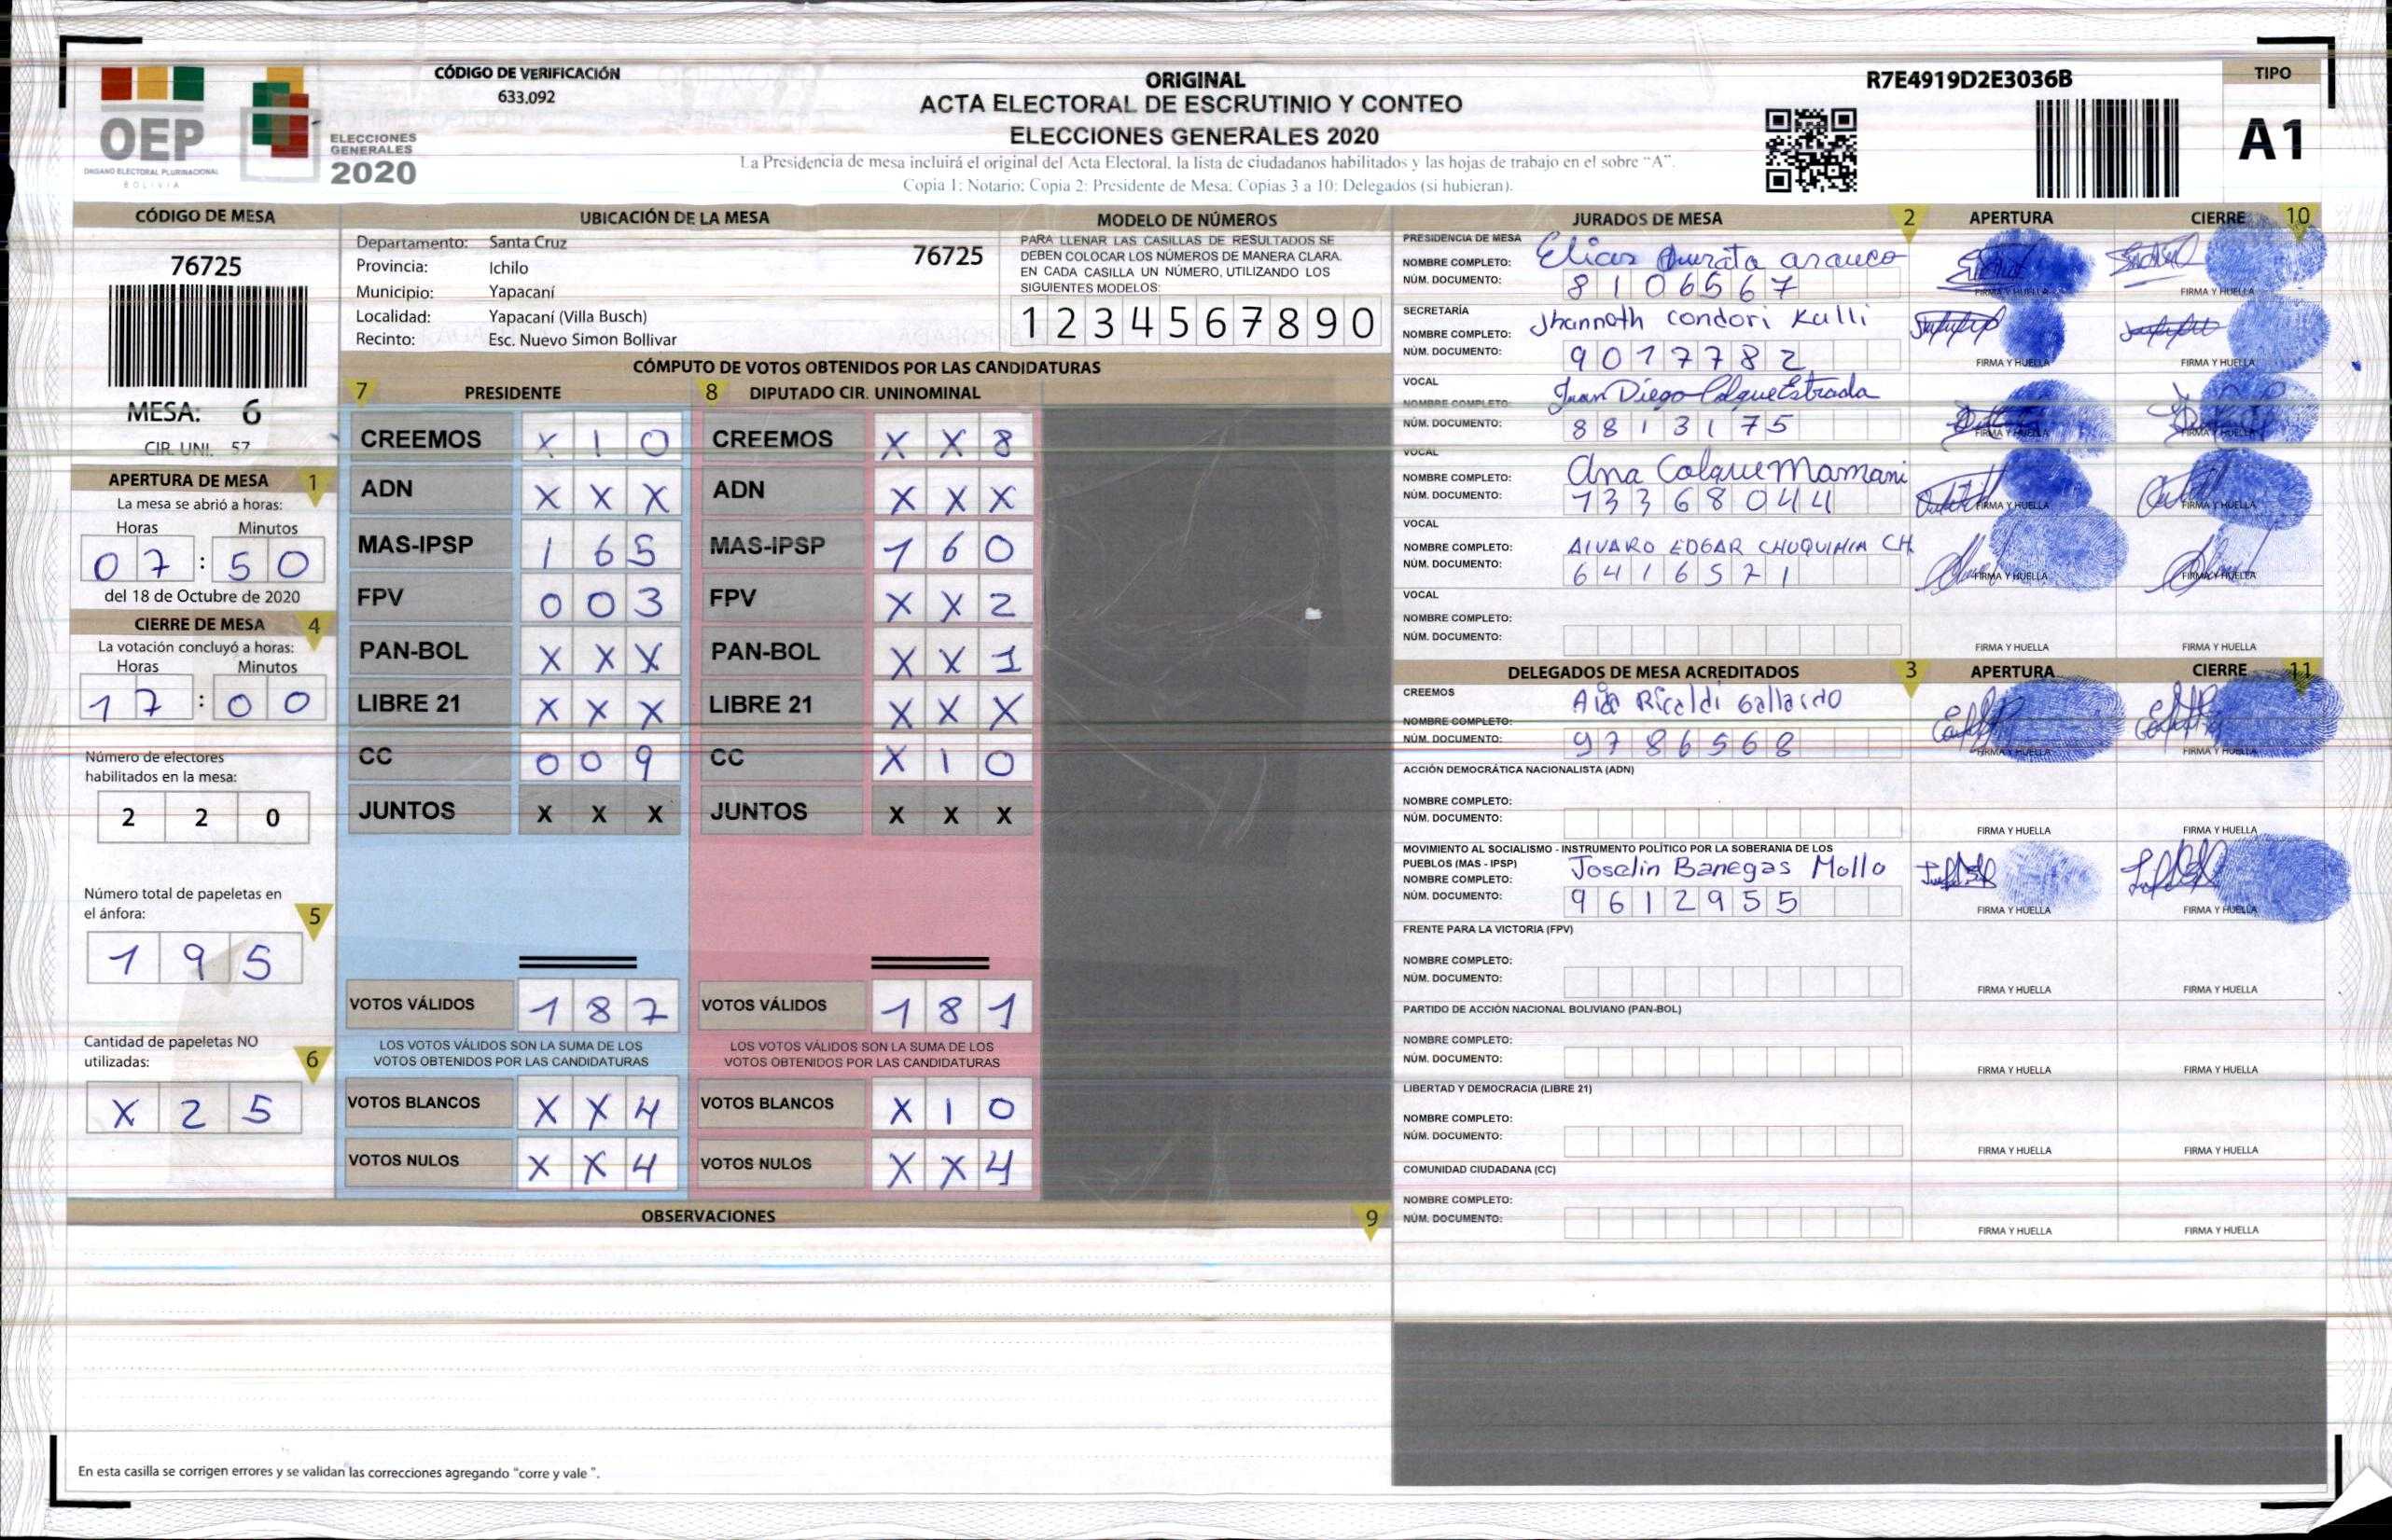 CÓDIGO DE VERIFICACIÓN
633.092
OEP
ÓRGANO ELECTORAL PLURINACIONAL
BOLIVIA
ELECCIONES
GENERALES
2020
ORIGINAL
ACTA ELECTORAL DE ESCRUTINIO Y CONTEO
ELECCIONES GENERALES 2020
La Presidencia de mesa incluirá el original del Acta Electoral, la lista de ciudadanos habilitados y las hojas de trabajo en el sobre “A”.
Copia 1: Notario; Copia 2: Presidente de Mesa; Copias 3 a 10: Delegados (si hubieran).
R7E4919D2E3036B
TIPO
A1
CÓDIGO DE MESA
76725
MESA: 6
CIR. UNI. 57
APERTURA DE MESA 1
La mesa se abrió a horas:
Horas Minutos
07 : 50
del 18 de Octubre de 2020
CIERRE DE MESA 4
La votación concluyó a horas:
Horas Minutos
17 : 00
Número de electores
habilitados en la mesa:
2 2 0
Número total de papeletas en
el ánfora: 5
1 9 5
Cantidad de papeletas NO
utilizadas: 6
X 2 5
UBICACIÓN DE LA MESA
Departamento: Santa Cruz 76725
Provincia: Ichilo
Municipio: Yapacaní
Localidad: Yapacaní (Villa Busch)
Recinto: Esc. Nuevo Simon Bollivar
MODELO DE NÚMEROS
PARA LLENAR LAS CASILLAS DE RESULTADOS SE
DEBEN COLOCAR LOS NÚMEROS DE MANERA CLARA.
EN CADA CASILLA UN NÚMERO, UTILIZANDO LOS
SIGUIENTES MODELOS:
1 2 3 4 5 6 7 8 9 0
CÓMPUTO DE VOTOS OBTENIDOS POR LAS CANDIDATURAS
7 PRESIDENTE 8 DIPUTADO CIR. UNINOMINAL
CREEMOS X 1 0 CREEMOS X X 8
ADN X X X ADN X X X
MAS-IPSP 1 6 5 MAS-IPSP 1 6 0
FPV 0 0 3 FPV X X 2
PAN-BOL X X X PAN-BOL X X 1
LIBRE 21 X X X LIBRE 21 X X X
CC 0 0 9 CC X 1 0
JUNTOS X X X JUNTOS X X X
VOTOS VÁLIDOS 1 8 7 VOTOS VÁLIDOS 1 8 1
LOS VOTOS VÁLIDOS SON LA SUMA DE LOS LOS VOTOS VÁLIDOS SON LA SUMA DE LOS
VOTOS OBTENIDOS POR LAS CANDIDATURAS VOTOS OBTENIDOS POR LAS CANDIDATURAS
VOTOS BLANCOS X X 4 VOTOS BLANCOS X 1 0
VOTOS NULOS X X 4 VOTOS NULOS X X 4
OBSERVACIONES 9
En esta casilla se corrigen errores y se validan las correcciones agregando “corre y vale”.
JURADOS DE MESA 2 APERTURA CIERRE 10
PRESIDENCIA DE MESA
NOMBRE COMPLETO: Elias arauco
NÚM. DOCUMENTO: 8106567
FIRMA Y HUELLA FIRMA Y HUELLA
SECRETARÍA
NOMBRE COMPLETO: Jhannoth condori Kulli
NÚM. DOCUMENTO: 9017782
FIRMA Y HUELLA FIRMA Y HUELLA
VOCAL
NOMBRE COMPLETO: Juan Diego Colque Estrada
NÚM. DOCUMENTO: 8813175
FIRMA Y HUELLA FIRMA Y HUELLA
VOCAL
NOMBRE COMPLETO: Ana Colque Mamani
NÚM. DOCUMENTO: 13368044
FIRMA Y HUELLA FIRMA Y HUELLA
VOCAL
NOMBRE COMPLETO: ALVARO EDGAR CHUQUIMIA CH.
NÚM. DOCUMENTO: 6416521
FIRMA Y HUELLA FIRMA Y HUELLA
VOCAL
NOMBRE COMPLETO:
NÚM. DOCUMENTO:
FIRMA Y HUELLA FIRMA Y HUELLA
DELEGADOS DE MESA ACREDITADOS 3 APERTURA CIERRE 11
CREEMOS
NOMBRE COMPLETO: Ricaldi Gallardo
NÚM. DOCUMENTO: 9786568
FIRMA Y HUELLA FIRMA Y HUELLA
ACCIÓN DEMOCRÁTICA NACIONALISTA (ADN)
NOMBRE COMPLETO:
NÚM. DOCUMENTO:
FIRMA Y HUELLA FIRMA Y HUELLA
MOVIMIENTO AL SOCIALISMO - INSTRUMENTO POLÍTICO POR LA SOBERANIA DE LOS
PUEBLOS (MAS - IPSP)
NOMBRE COMPLETO: Joselin Banegas Mollo
NÚM. DOCUMENTO: 9612955
FIRMA Y HUELLA FIRMA Y HUELLA
FRENTE PARA LA VICTORIA (FPV)
NOMBRE COMPLETO:
NÚM. DOCUMENTO:
FIRMA Y HUELLA FIRMA Y HUELLA
PARTIDO DE ACCIÓN NACIONAL BOLIVIANO (PAN-BOL)
NOMBRE COMPLETO:
NÚM. DOCUMENTO:
FIRMA Y HUELLA FIRMA Y HUELLA
LIBERTAD Y DEMOCRACIA (LIBRE 21)
NOMBRE COMPLETO:
NÚM. DOCUMENTO:
FIRMA Y HUELLA FIRMA Y HUELLA
COMUNIDAD CIUDADANA (CC)
NOMBRE COMPLETO:
NÚM. DOCUMENTO:
FIRMA Y HUELLA FIRMA Y HUELLA